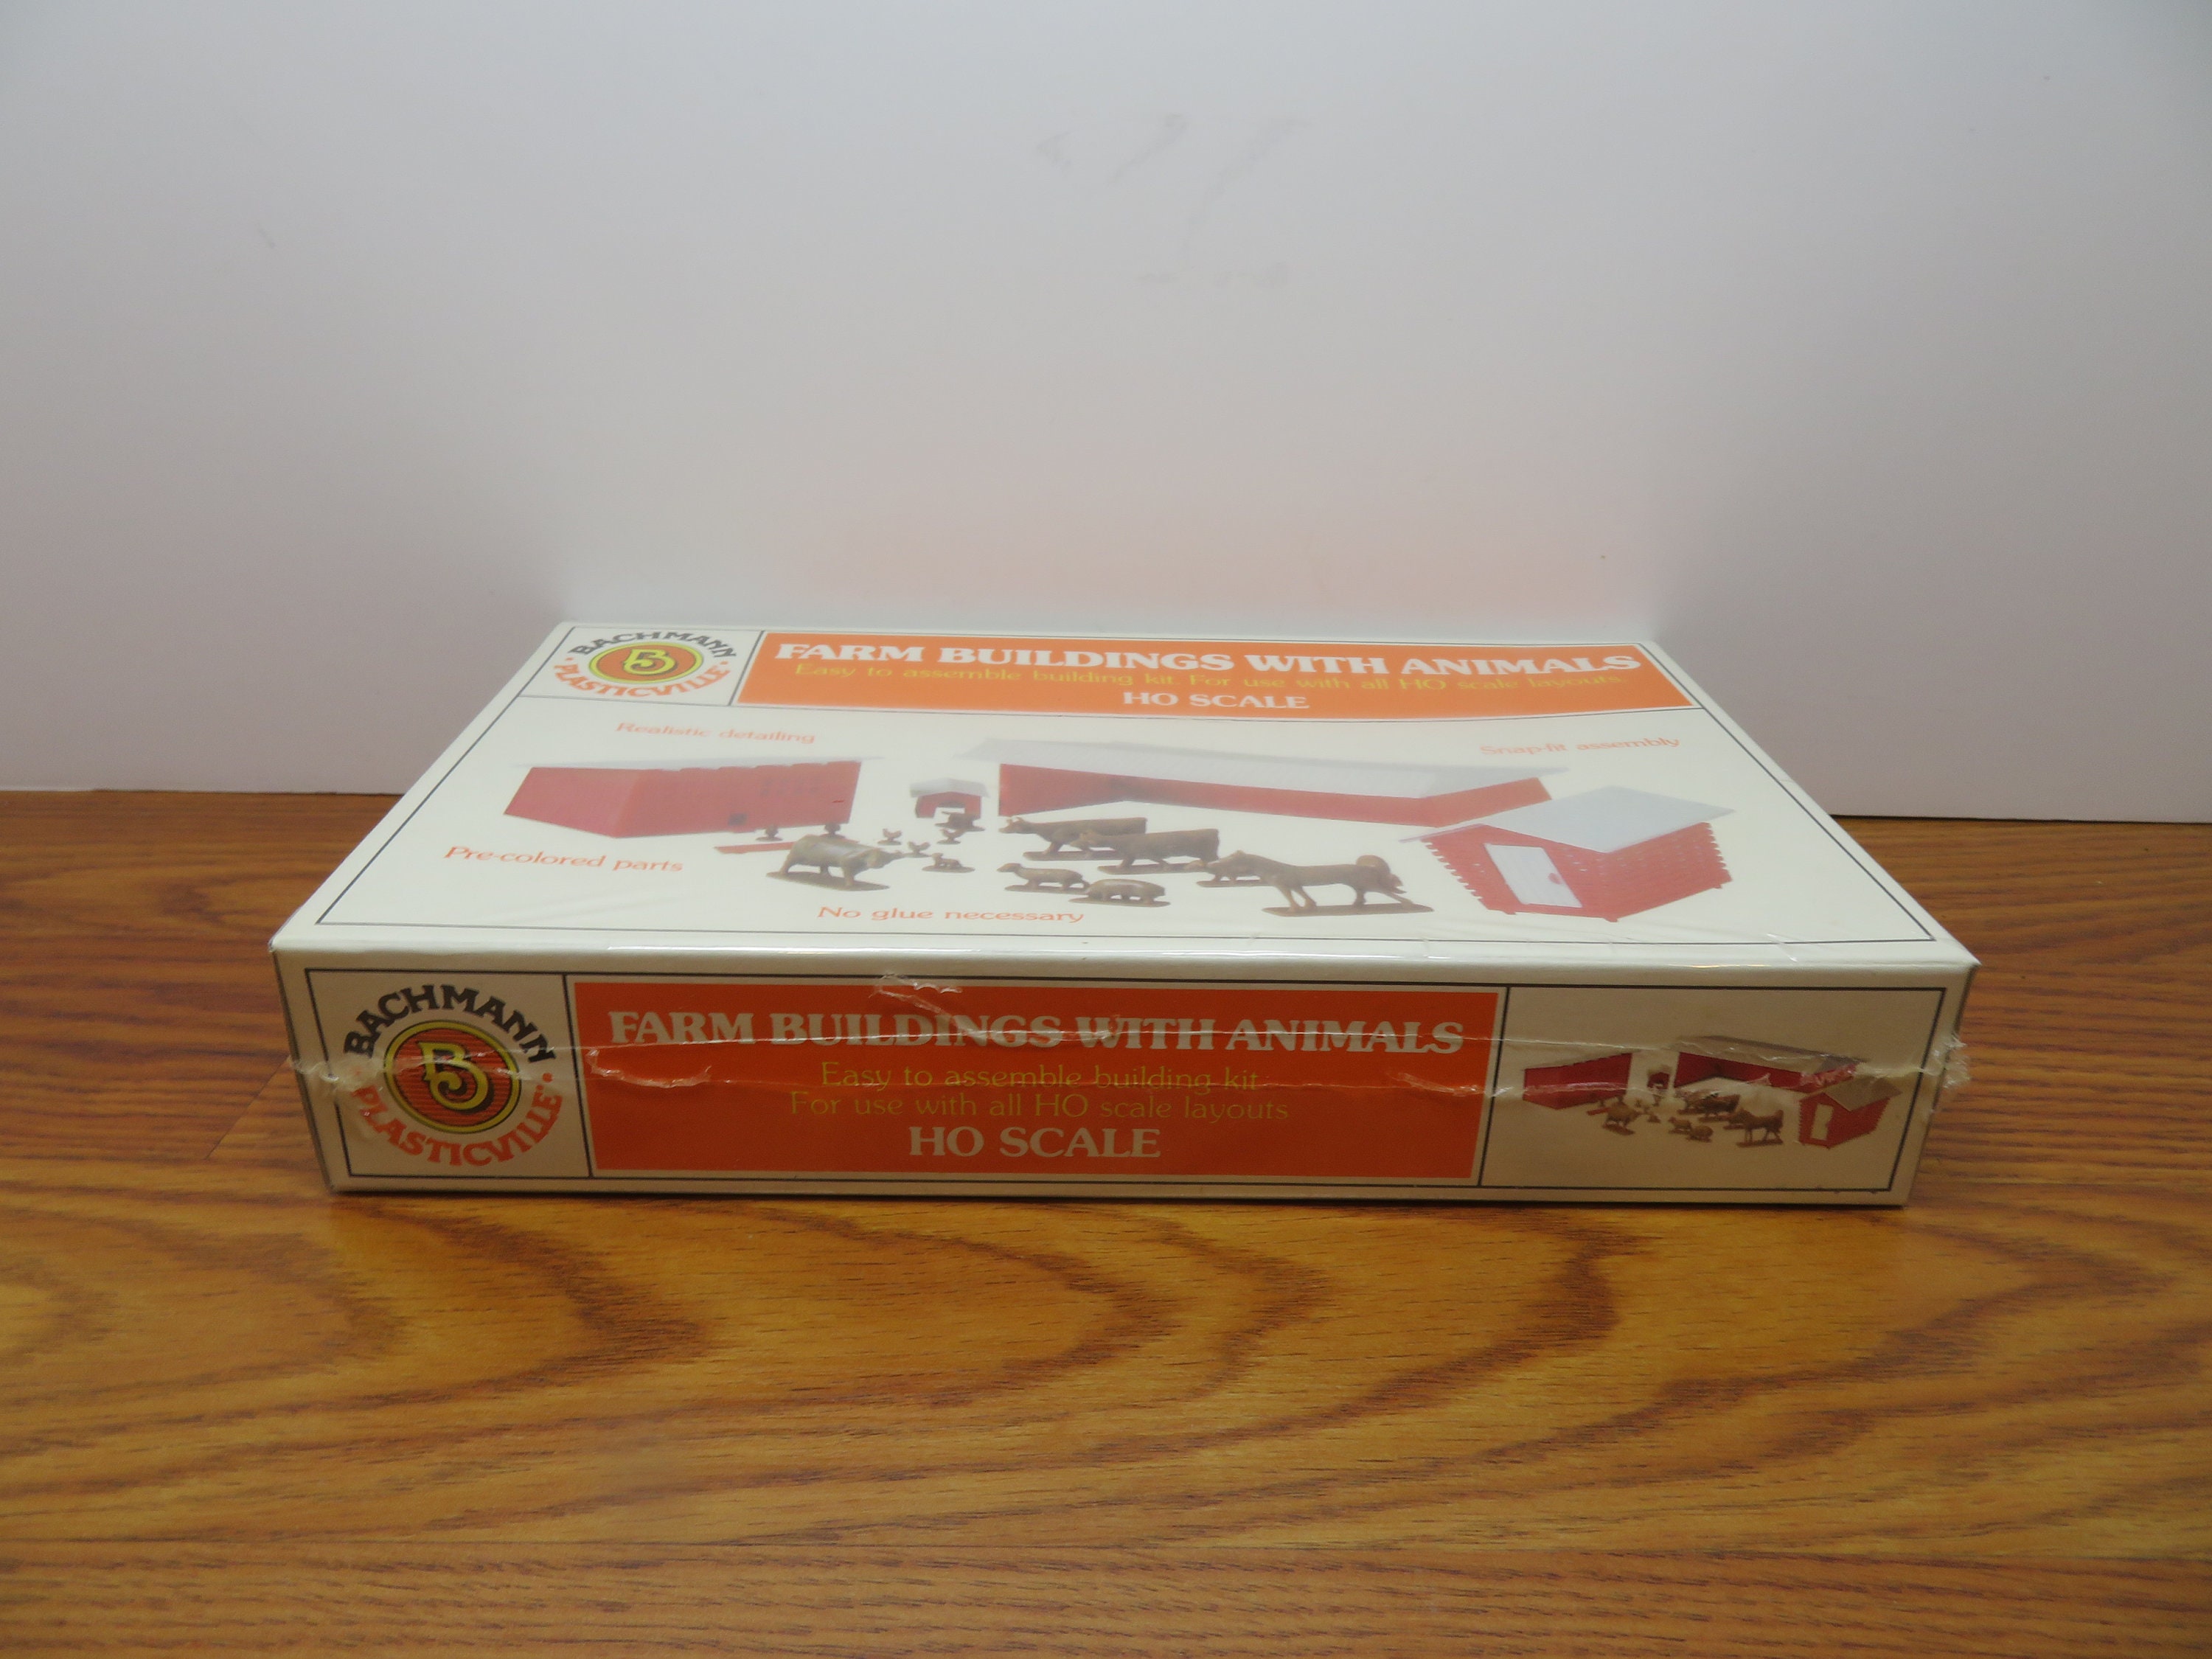 BACHMANN
B
PLASTICVILLE
FARM BUILDINGS WITH ANIMALS
Easy to assemble building kit. For use with all HO scale layouts.
HO SCALE
Realistic detailing
Snap-fit assembly
Pre-colored parts
No glue necessary
BACHMANN
B
PLASTICVILLE
FARM BUILDINGS WITH ANIMALS
Easy to assemble building kit
For use with all HO scale layouts
HO SCALE